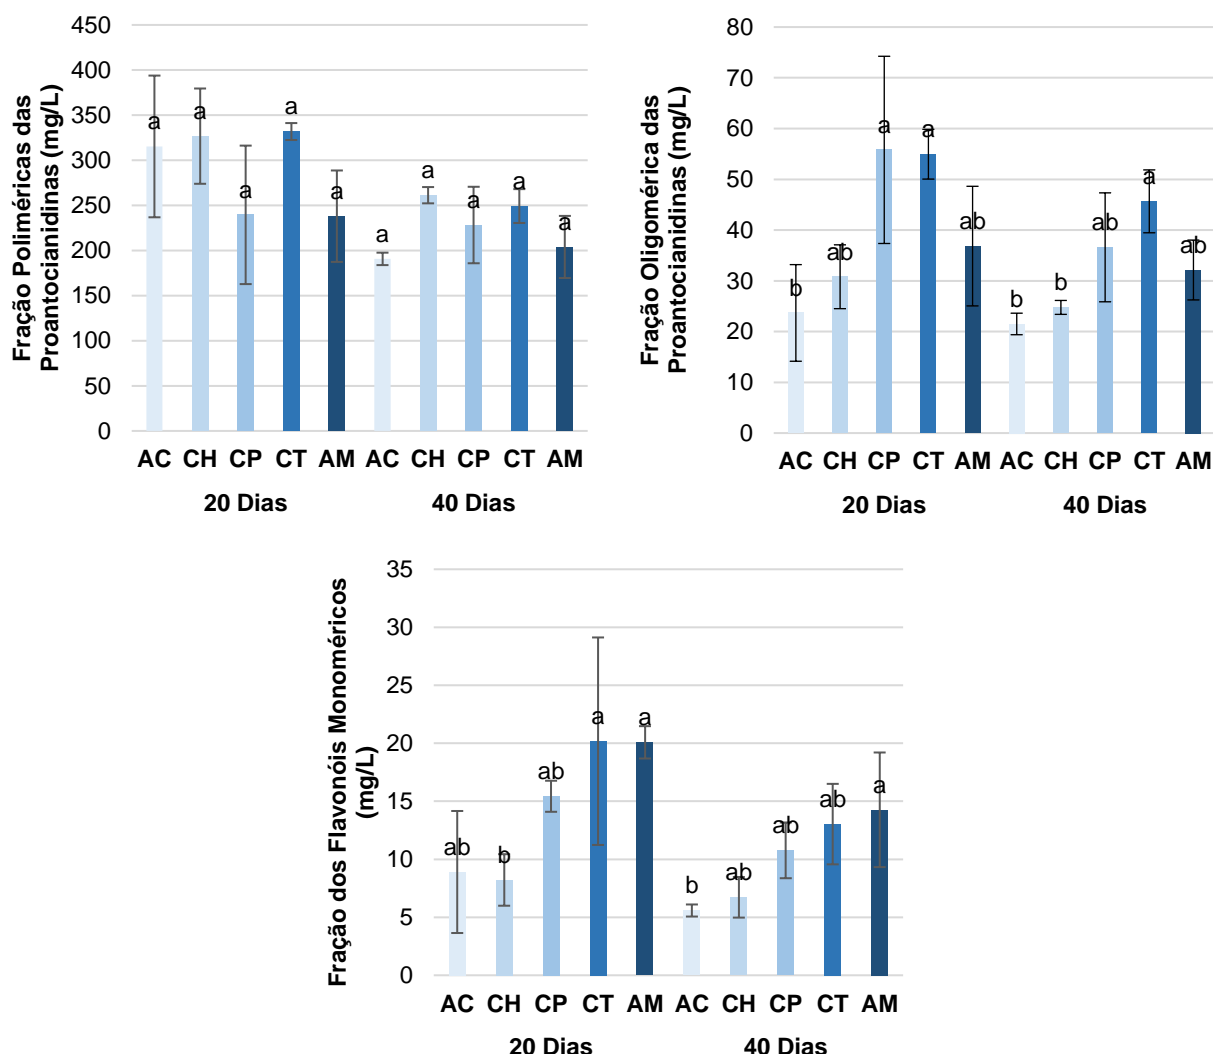 Fração Poliméricas das
Proantocianidinas (mg/L)
450
400
350
300
250
200
150
100
50
0
a a a a a a a a a a
AC CH CP CT AM AC CH CP CT AM
20 Dias 40 Dias
Fração Oligomérica das
Proantocianidinas (mg/L)
80
70
60
50
40
30
20
10
0
b ab a a ab b b ab a ab
AC CH CP CT AM AC CH CP CT AM
20 Dias 40 Dias
Fração dos Flavonóis Monoméricos
(mg/L)
35
30
25
20
15
10
5
0
ab b ab a a b ab ab ab a
AC CH CP CT AM AC CH CP CT AM
20 Dias 40 Dias